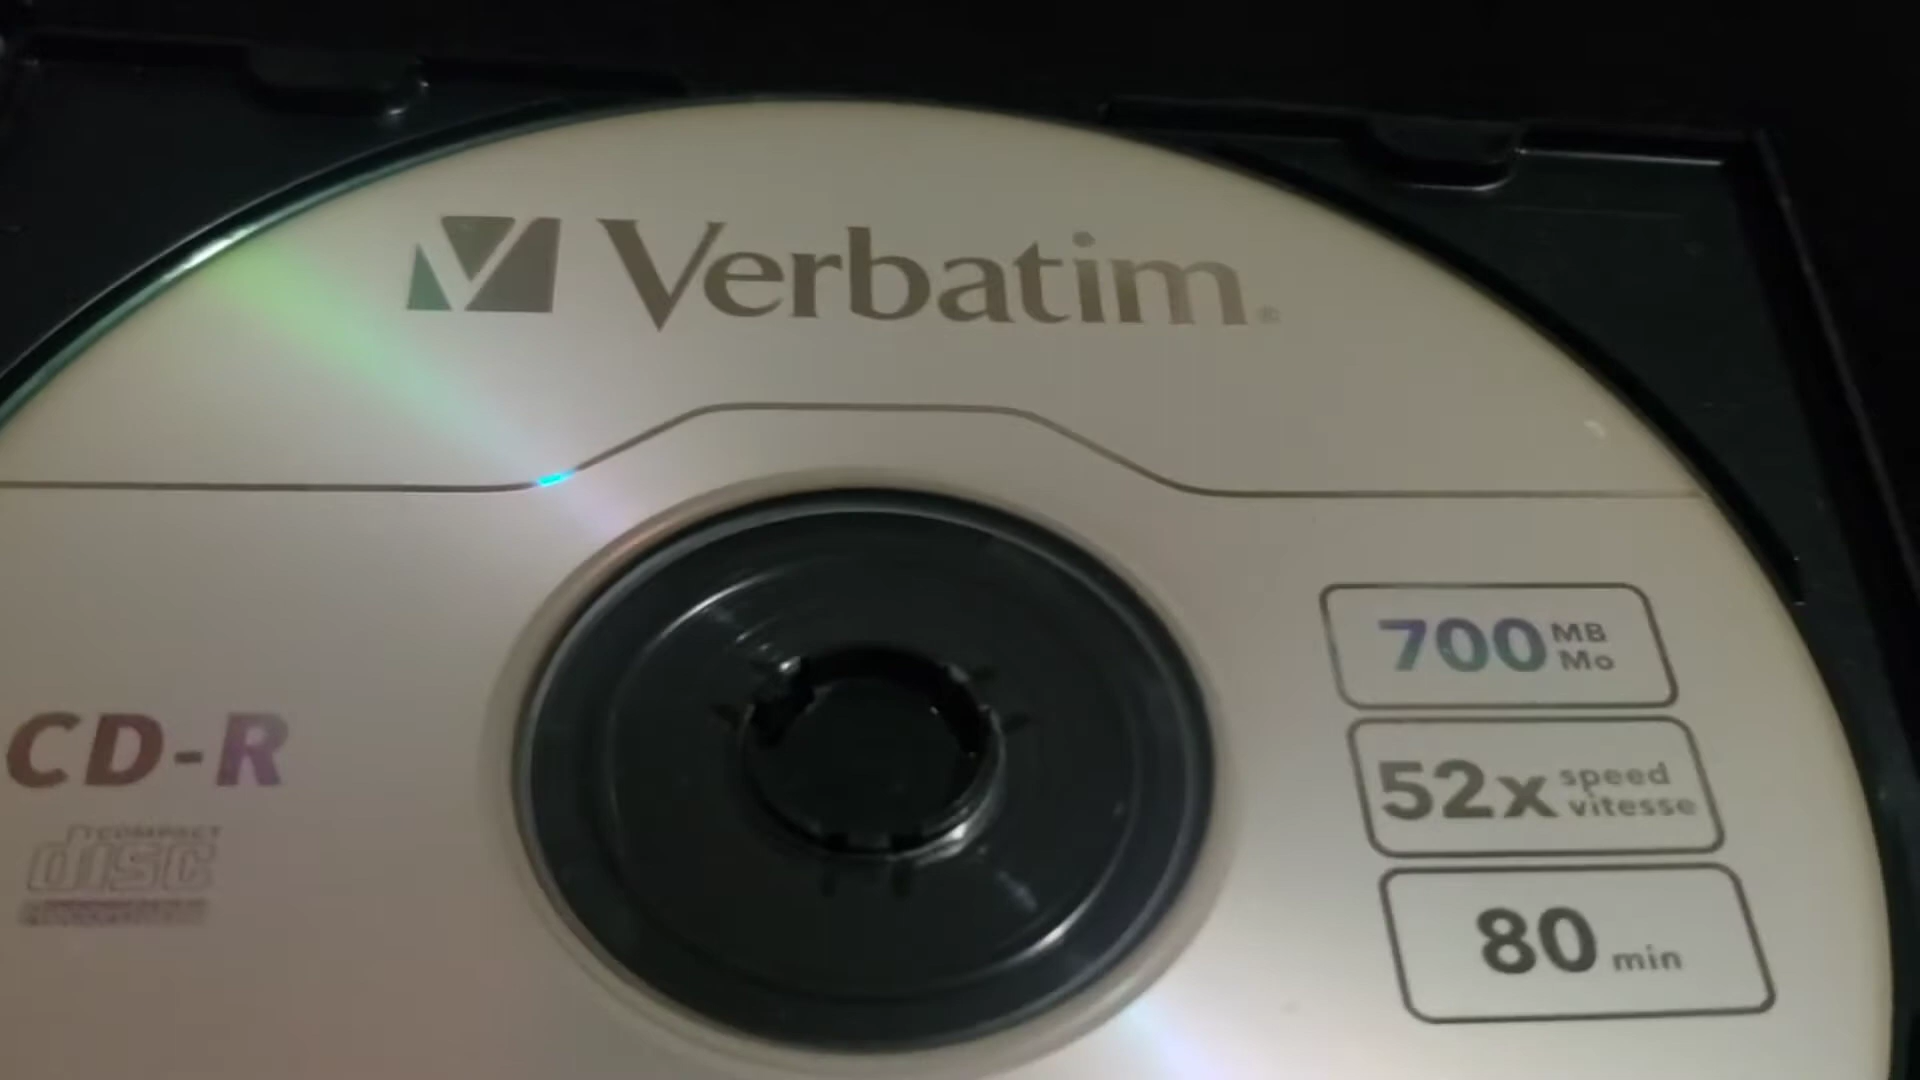 Verbatim®
700 MB
Mo
52x speed
vitesse
80 min
CD-R
COMPACT
disc